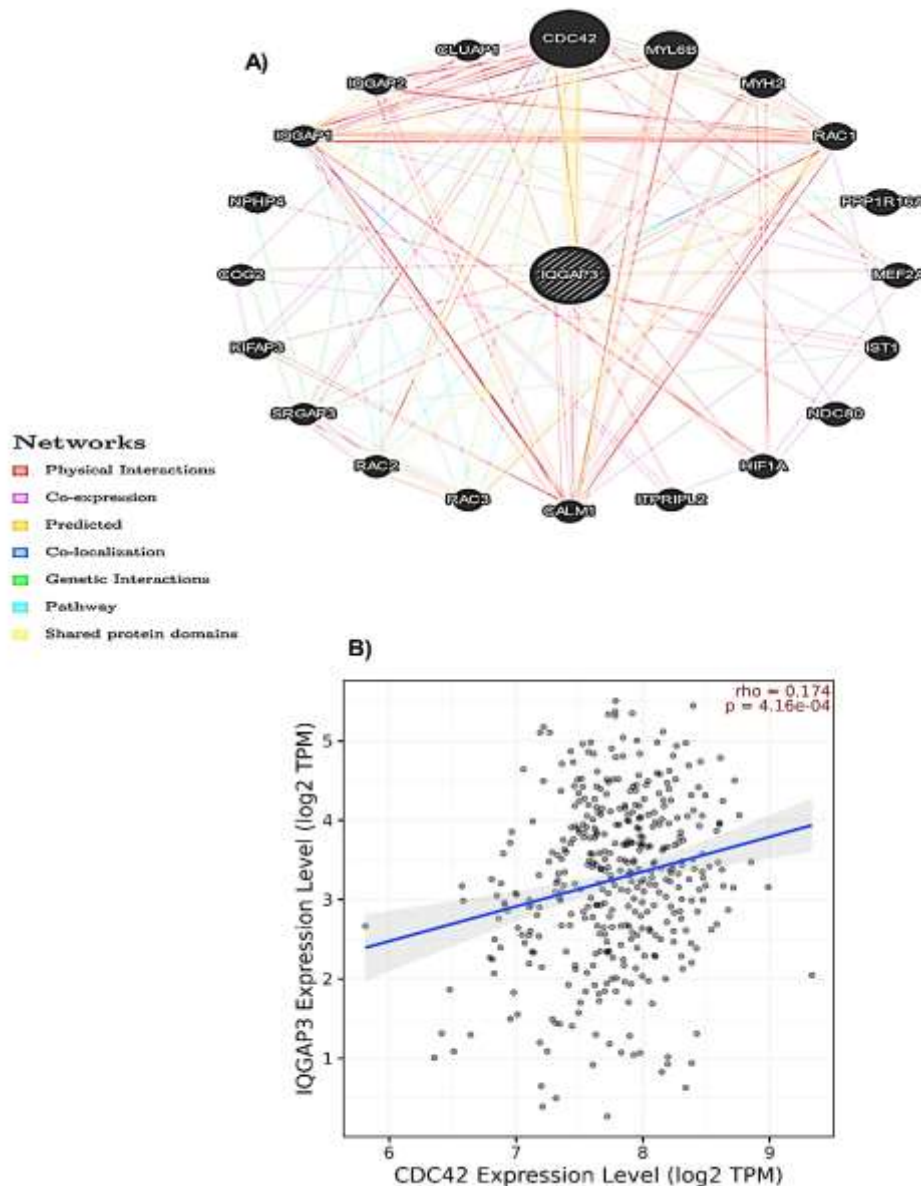 A)
CDC42
CLUAP1
MYL6B
IQGAP2
MYH2
IQGAP1
RAC1
NPHP4
PPP1R16A
COG2
IQGAP3
MEF2A
KIFAP3
IST1
SRGAP3
NDC80
RAC2
HIF1A
RAC3
CALM1
ITPRIPL2
Networks
Physical Interactions
Co-expression
Predicted
Co-localization
Genetic Interactions
Pathway
Shared protein domains
B)
rho = 0.174
p = 4.16e-04
IQGAP3 Expression Level (log2 TPM)
5
4
3
2
1
6 7 8 9
CDC42 Expression Level (log2 TPM)